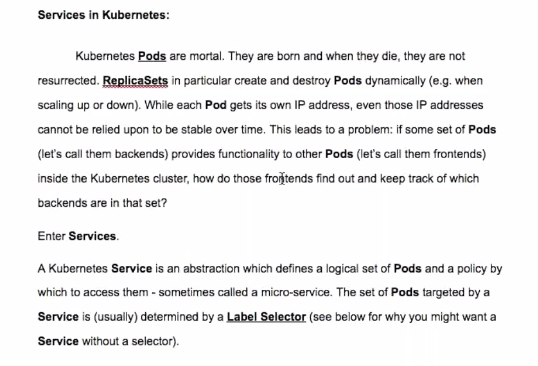 Services in Kubernetes:
Kubernetes Pods are mortal. They are born and when they die, they are not
resurrected. ReplicaSets in particular create and destroy Pods dynamically (e.g. when
scaling up or down). While each Pod gets its own IP address, even those IP addresses
cannot be relied upon to be stable over time. This leads to a problem: if some set of Pods
(let's call them backends) provides functionality to other Pods (let's call them frontends)
inside the Kubernetes cluster, how do those frontends find out and keep track of which
backends are in that set?
Enter Services.
A Kubernetes Service is an abstraction which defines a logical set of Pods and a policy by
which to access them - sometimes called a micro-service. The set of Pods targeted by a
Service is (usually) determined by a Label Selector (see below for why you might want a
Service without a selector).